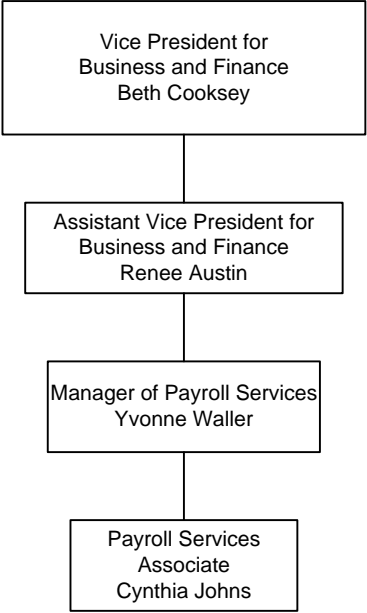 Vice President for
Business and Finance
Beth Cooksey
Assistant Vice President for
Business and Finance
Renee Austin
Manager of Payroll Services
Yvonne Waller
Payroll Services
Associate
Cynthia Johns